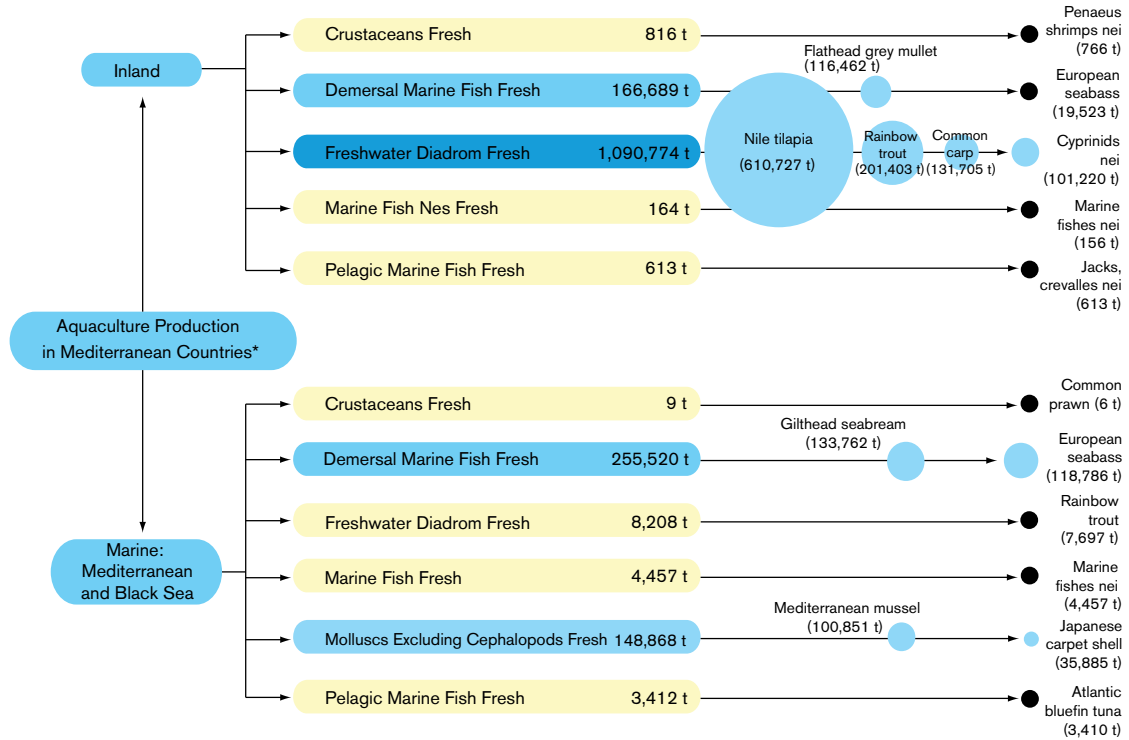 Crustaceans Fresh 816 t
Penaeus
shrimps nei
(766 t)
Inland
Demersal Marine Fish Fresh 166,689 t
Flathead grey mullet
(116,462 t)
European
seabass
(19,523 t)
Freshwater Diadrom Fresh 1,090,774 t
Nile tilapia
(610,727 t)
Rainbow
trout
(201,403 t)
Common
carp
(131,705 t)
Cyprinids
nei
(101,220 t)
Marine Fish Nes Fresh 164 t
Marine
fishes nei
(156 t)
Pelagic Marine Fish Fresh 613 t
Jacks,
crevalles nei
(613 t)
Aquaculture Production
in Mediterranean Countries*
Crustaceans Fresh 9 t
Common
prawn (6 t)
Demersal Marine Fish Fresh 255,520 t
Gilthead seabream
(133,762 t)
European
seabass
(118,786 t)
Freshwater Diadrom Fresh 8,208 t
Rainbow
trout
(7,697 t)
Marine:
Mediterranean
and Black Sea
Marine Fish Fresh 4,457 t
Marine
fishes nei
(4,457 t)
Molluscs Excluding Cephalopods Fresh 148,868 t
Mediterranean mussel
(100,851 t)
Japanese
carpet shell
(35,885 t)
Pelagic Marine Fish Fresh 3,412 t
Atlantic
bluefin tuna
(3,410 t)